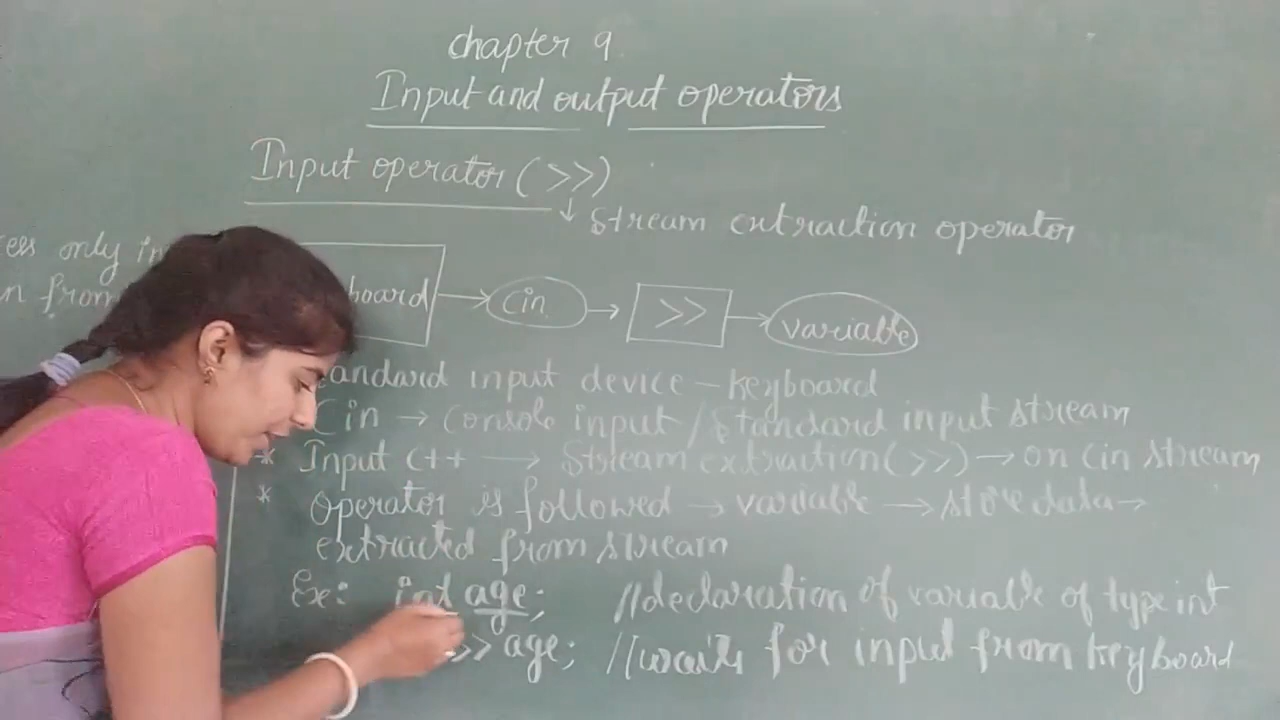 chapter 9.
Input and output operators
Input operator (>>)
↓ Stream extraction operator
ess only in
n from
board → cin → >> → variable
andard input device - keyboard
Cin → Console input / Standard input stream
* Input C++ → Stream extraction (>>) → on Cin stream
* Operator is followed → variable → store data →
extracted from stream
Ex: int age; //declaration of variable of type int
>> age; //waits for input from keyboard